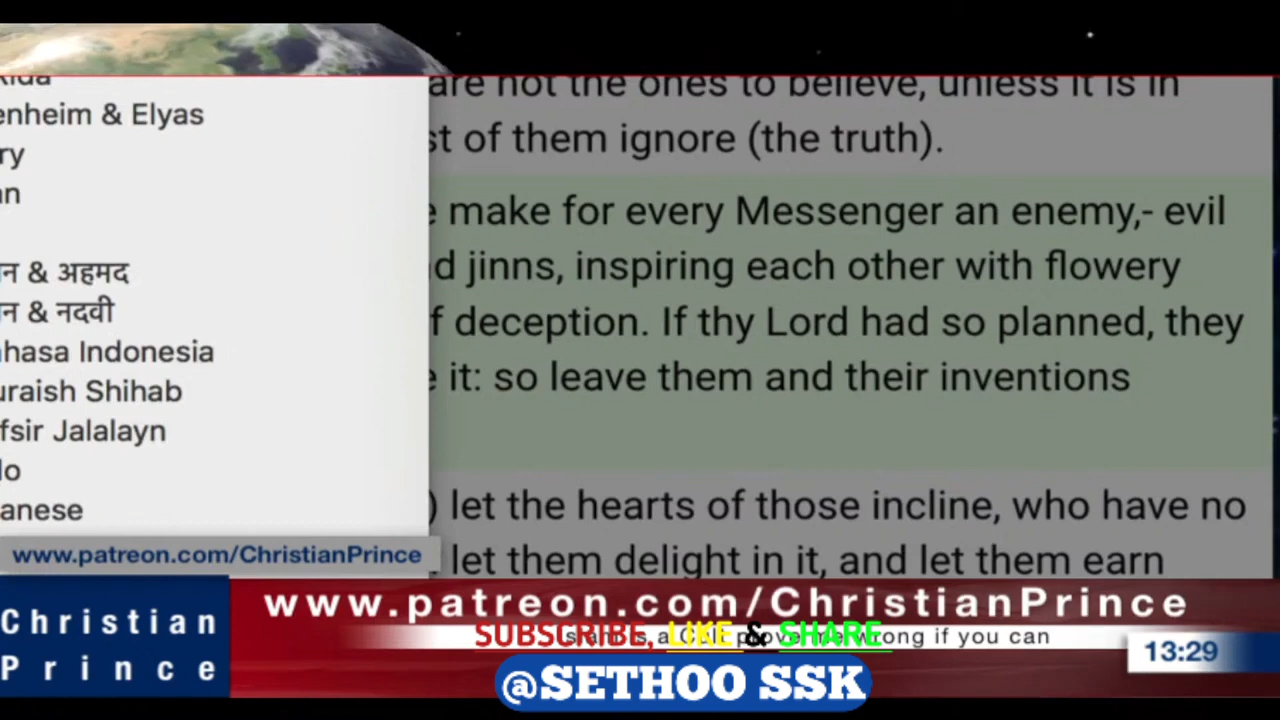 enheim & Elyas
ry
an
न & अहमद
न & नदवी
ahasa Indonesia
uraish Shihab
fsir Jalalayn
lo
anese
are not the ones to believe, unless it is in
st of them ignore (the truth).
e make for every Messenger an enemy,- evil
d jinns, inspiring each other with flowery
f deception. If thy Lord had so planned, they
e it: so leave them and their inventions
) let the hearts of those incline, who have no
let them delight in it, and let them earn
www.patreon.com/ChristianPrince
www.patreon.com/ChristianPrince
Christian
Prince
SUBSCRIBE, LIKE & SHARE
wrong if you can
13:29
@SETHOO SSK